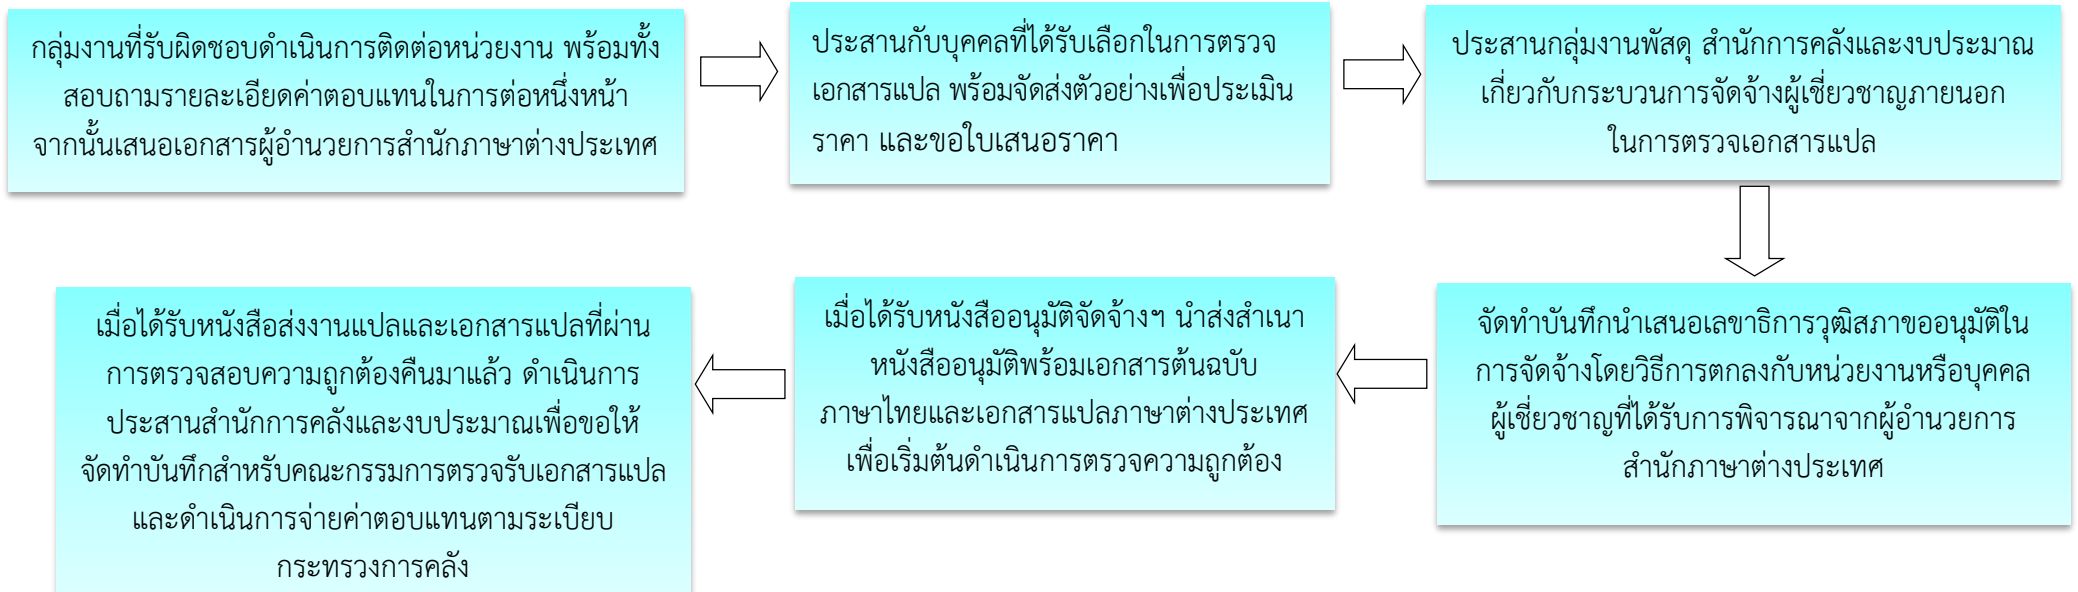 กลุ่มงานที่รับผิดชอบดำเนินการติดต่อหน่วยงาน พร้อมทั้ง
สอบถามรายละเอียดค่าตอบแทนในการต่อหนึ่งหน้า
จากนั้นเสนอเอกสารผู้อำนวยการสำนักภาษาต่างประเทศ
ประสานกับบุคคลที่ได้รับเลือกในการตรวจ
เอกสารแปล พร้อมจัดส่งตัวอย่างเพื่อประเมิน
ราคา และขอใบเสนอราคา
ประสานกลุ่มงานพัสดุ สำนักการคลังและงบประมาณ
เกี่ยวกับกระบวนการจัดจ้างผู้เชี่ยวชาญภายนอก
ในการตรวจเอกสารแปล
จัดทำบันทึกนำเสนอเลขาธิการวุฒิสภาขออนุมัติใน
การจัดจ้างโดยวิธีการตกลงกับหน่วยงานหรือบุคคล
ผู้เชี่ยวชาญที่ได้รับการพิจารณาจากผู้อำนวยการ
สำนักภาษาต่างประเทศ
เมื่อได้รับหนังสืออนุมัติจัดจ้างฯ นำส่งสำเนา
หนังสืออนุมัติพร้อมเอกสารต้นฉบับ
ภาษาไทยและเอกสารแปลภาษาต่างประเทศ
เพื่อเริ่มต้นดำเนินการตรวจความถูกต้อง
เมื่อได้รับหนังสือส่งงานแปลและเอกสารแปลที่ผ่าน
การตรวจสอบความถูกต้องคืนมาแล้ว ดำเนินการ
ประสานสำนักการคลังและงบประมาณเพื่อขอให้
จัดทำบันทึกสำหรับคณะกรรมการตรวจรับเอกสารแปล
และดำเนินการจ่ายค่าตอบแทนตามระเบียบ
กระทรวงการคลัง